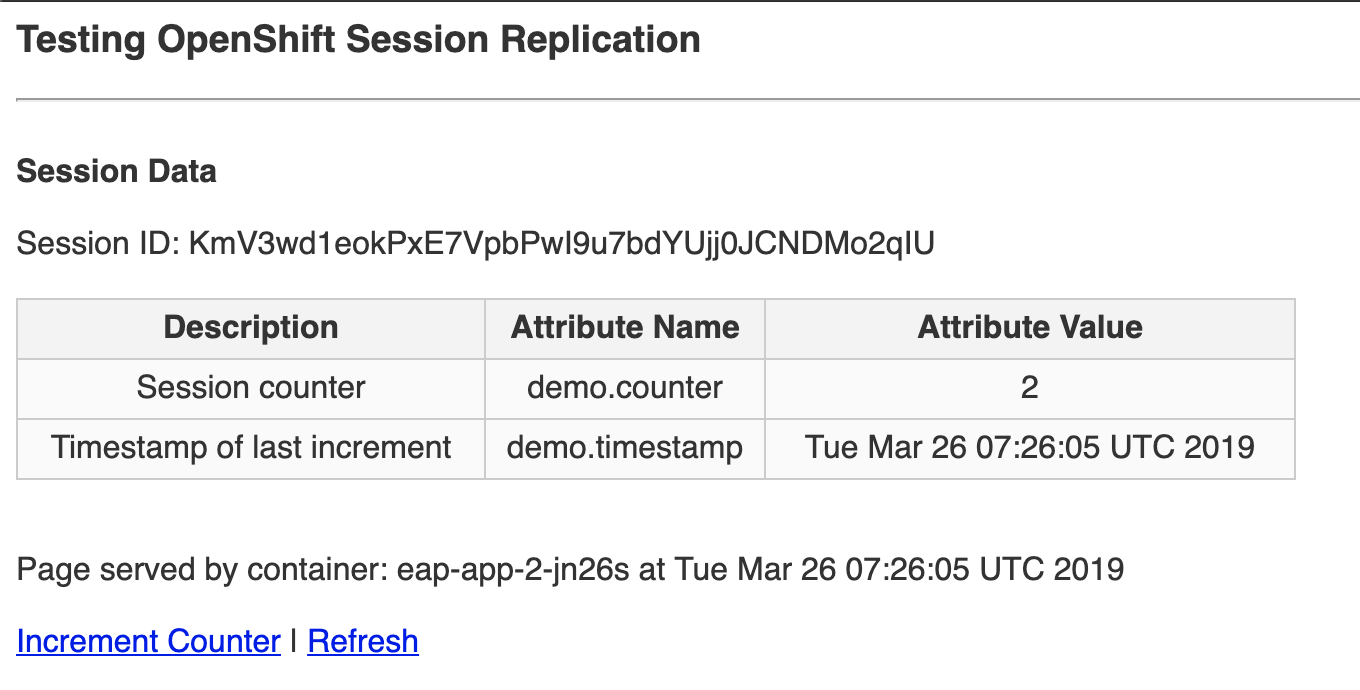 Testing OpenShift Session Replication
Session Data
Session ID: KmV3wd1eokPxE7VpbPwI9u7bdYUjj0JCNDMo2qIU
Description Attribute Name Attribute Value
Session counter demo.counter 2
Timestamp of last increment demo.timestamp Tue Mar 26 07:26:05 UTC 2019
Page served by container: eap-app-2-jn26s at Tue Mar 26 07:26:05 UTC 2019
Increment Counter | Refresh